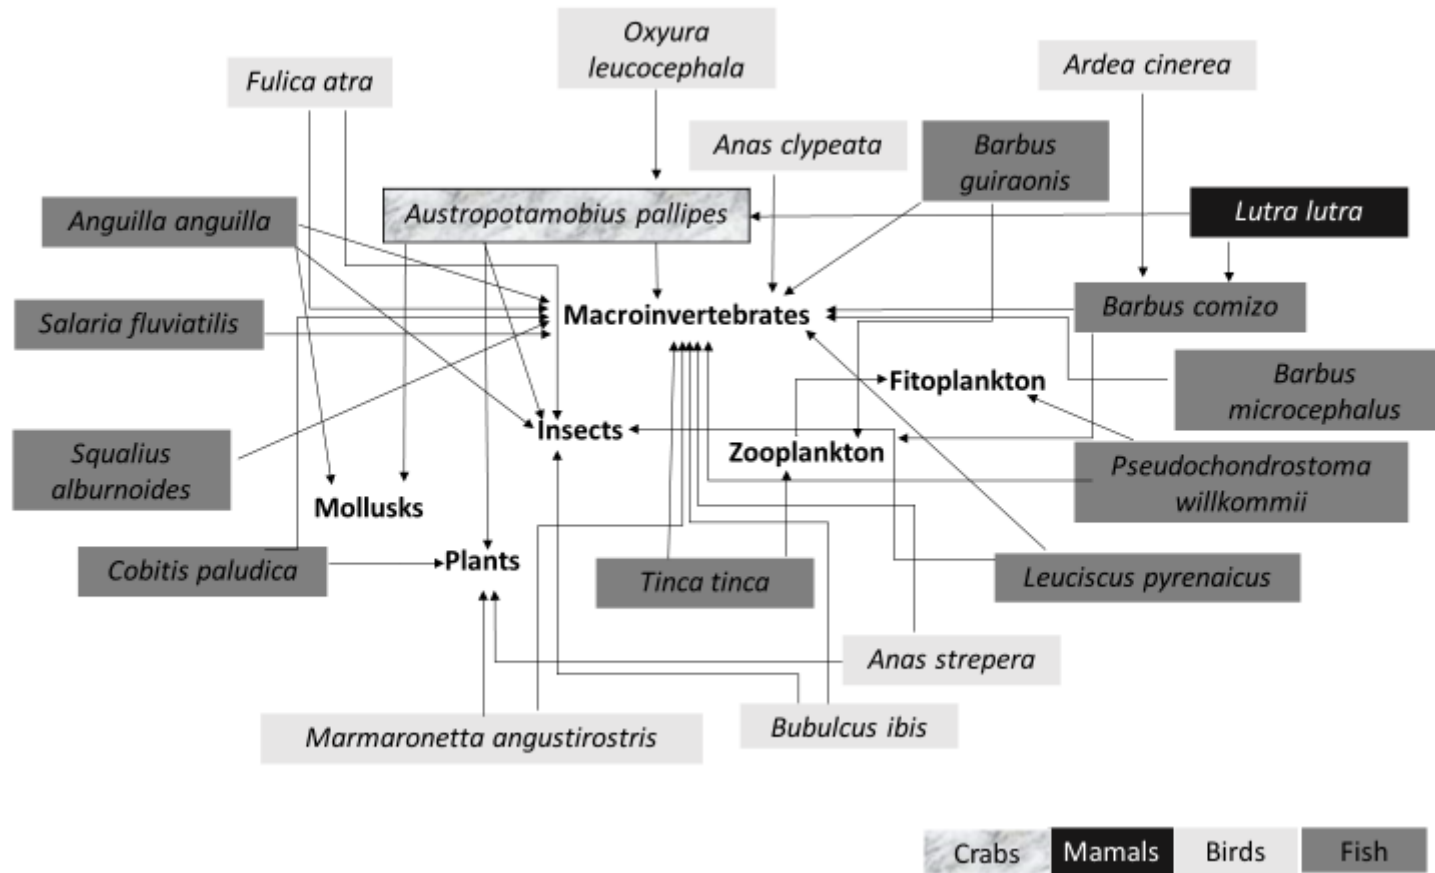 Oxyura
leucocephala
Ardea cinerea
Fulica atra
Anas clypeata
Barbus
guiraonis
Anguilla anguilla
Austropotamobius pallipes
Lutra lutra
Salaria fluviatilis
Macroinvertebrates
Barbus comizo
Fitoplankton
Barbus
microcephalus
Insects
Zooplankton
Squalius
alburnoides
Pseudochondrostoma
willkommii
Mollusks
Cobitis paludica
Plants
Tinca tinca
Leuciscus pyrenaicus
Anas strepera
Marmaronetta angustirostris
Bubulcus ibis
Crabs
Mamals
Birds
Fish